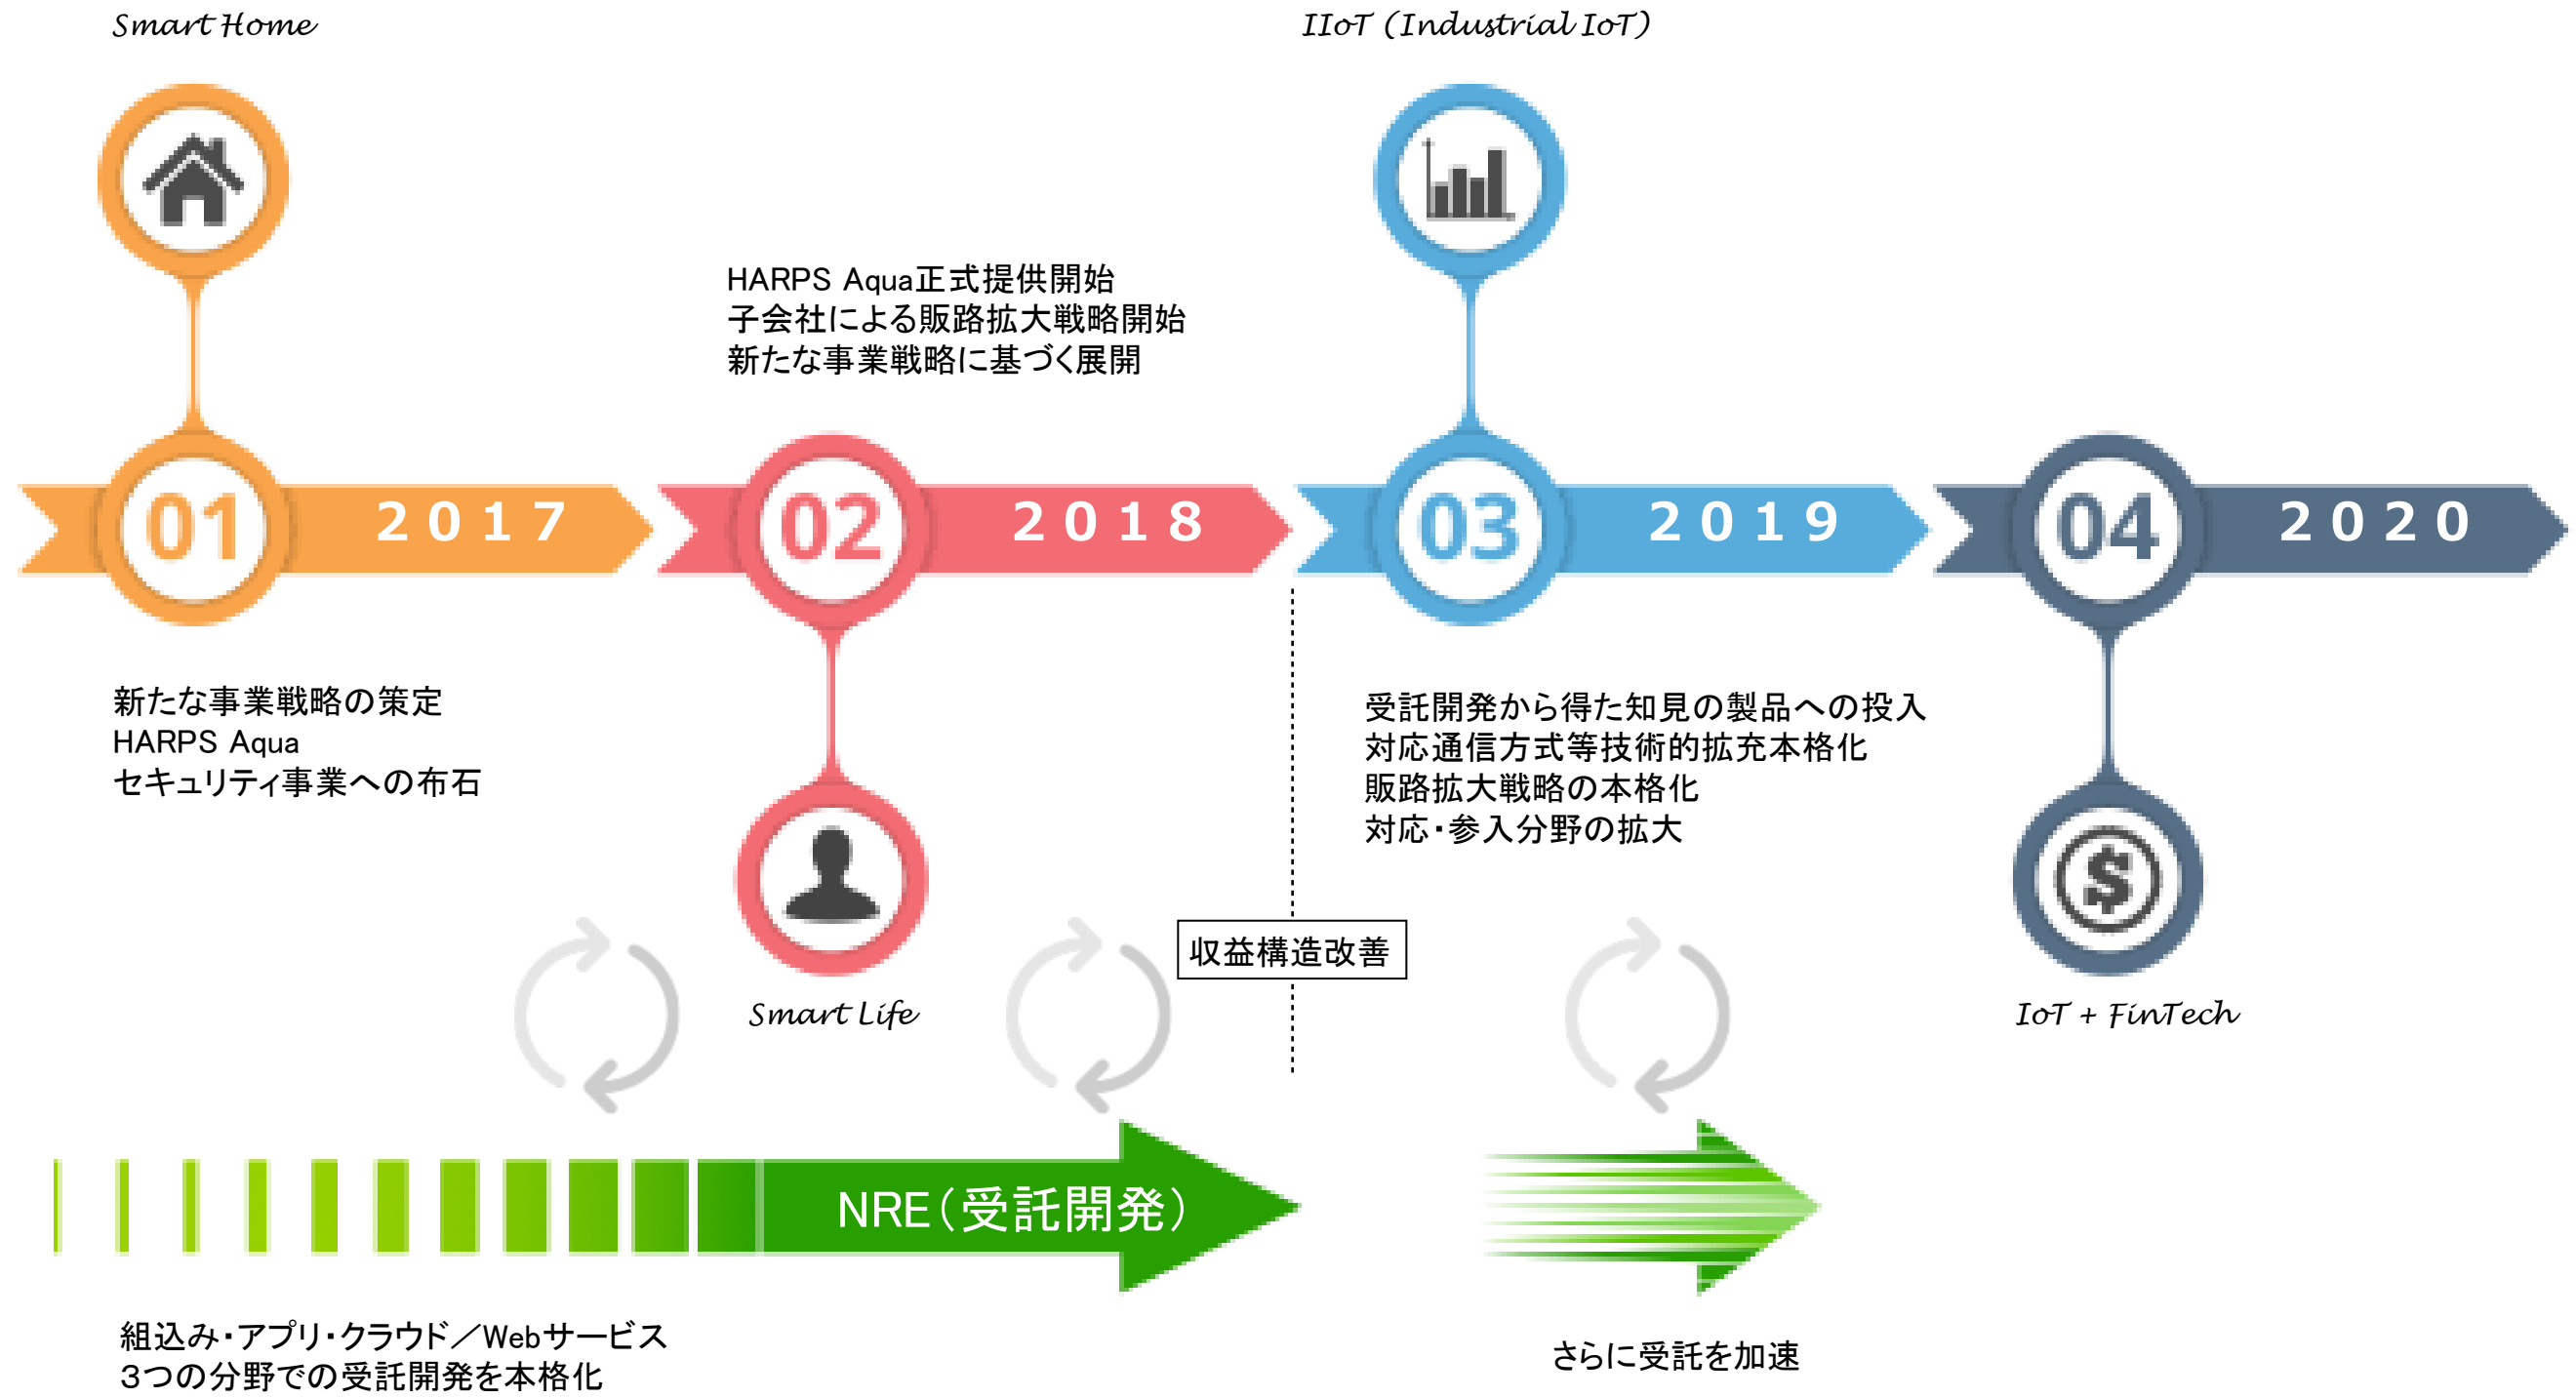 Smart Home
IIoT (Industrial IoT)
HARPS Aqua正式提供開始
子会社による販路拡大戦略開始
新たな事業戦略に基づく展開
01
2017
02
2018
03
2019
04
2020
新たな事業戦略の策定
HARPS Aqua
セキュリティ事業への布石
受託開発から得た知見の製品への投入
対応通信方式等技術的拡充本格化
販路拡大戦略の本格化
対応・参入分野の拡大
収益構造改善
Smart Life
IoT + FinTech
NRE(受託開発)
組込み・アプリ・クラウド／Webサービス
３つの分野での受託開発を本格化
さらに受託を加速